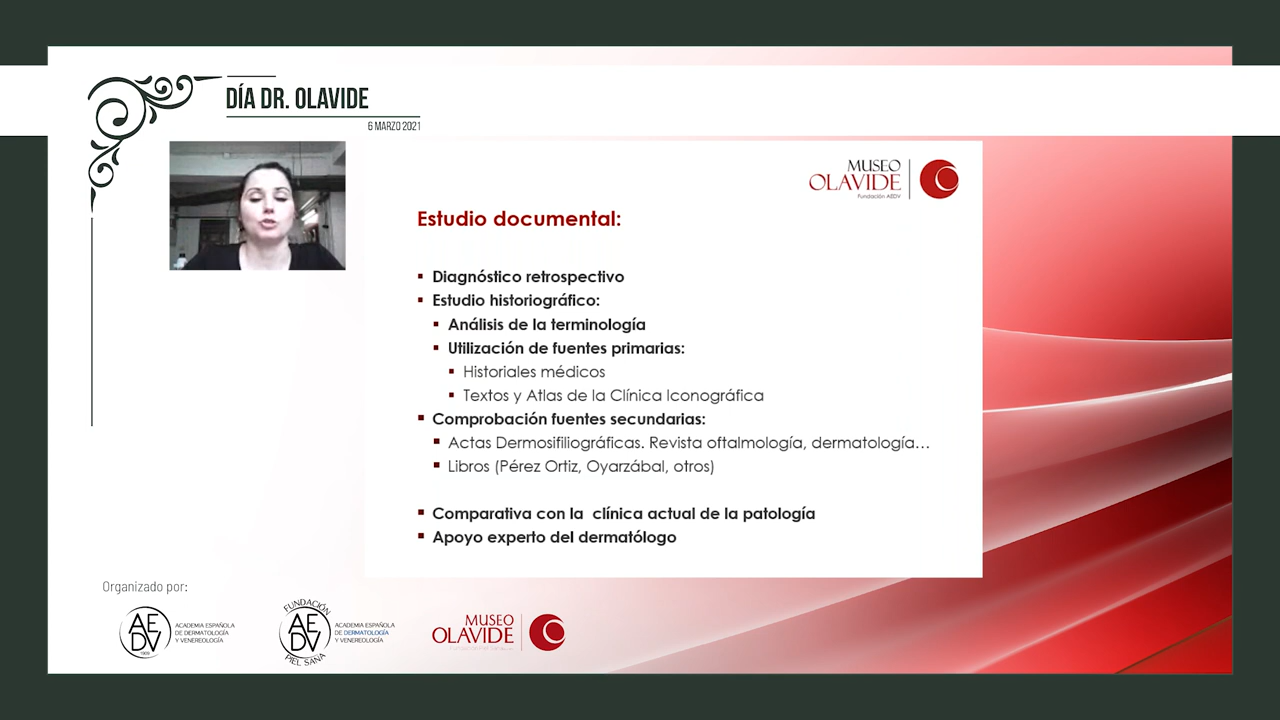 DÍA DR. OLAVIDE
6 MARZO 2021
MUSEO
OLAVIDE
Fundación AEDV
Estudio documental:
▪ Diagnóstico retrospectivo
▪ Estudio historiográfico:
▪ Análisis de la terminología
▪ Utilización de fuentes primarias:
▪ Historiales médicos
▪ Textos y Atlas de la Clínica Iconográfica
▪ Comprobación fuentes secundarias:
▪ Actas Dermosifiliográficas. Revista oftalmología, dermatología...
▪ Libros (Pérez Ortiz, Oyarzábal, otros)
▪ Comparativa con la clínica actual de la patología
▪ Apoyo experto del dermatólogo
Organizado por:
AEDV
1909
ACADEMIA ESPAÑOLA
DE DERMATOLOGÍA
Y VENEREOLOGÍA
FUNDACIÓN
AEDV
PIEL SANA
ACADEMIA ESPAÑOLA
DE DERMATOLOGÍA
Y VENEREOLOGÍA
MUSEO
OLAVIDE